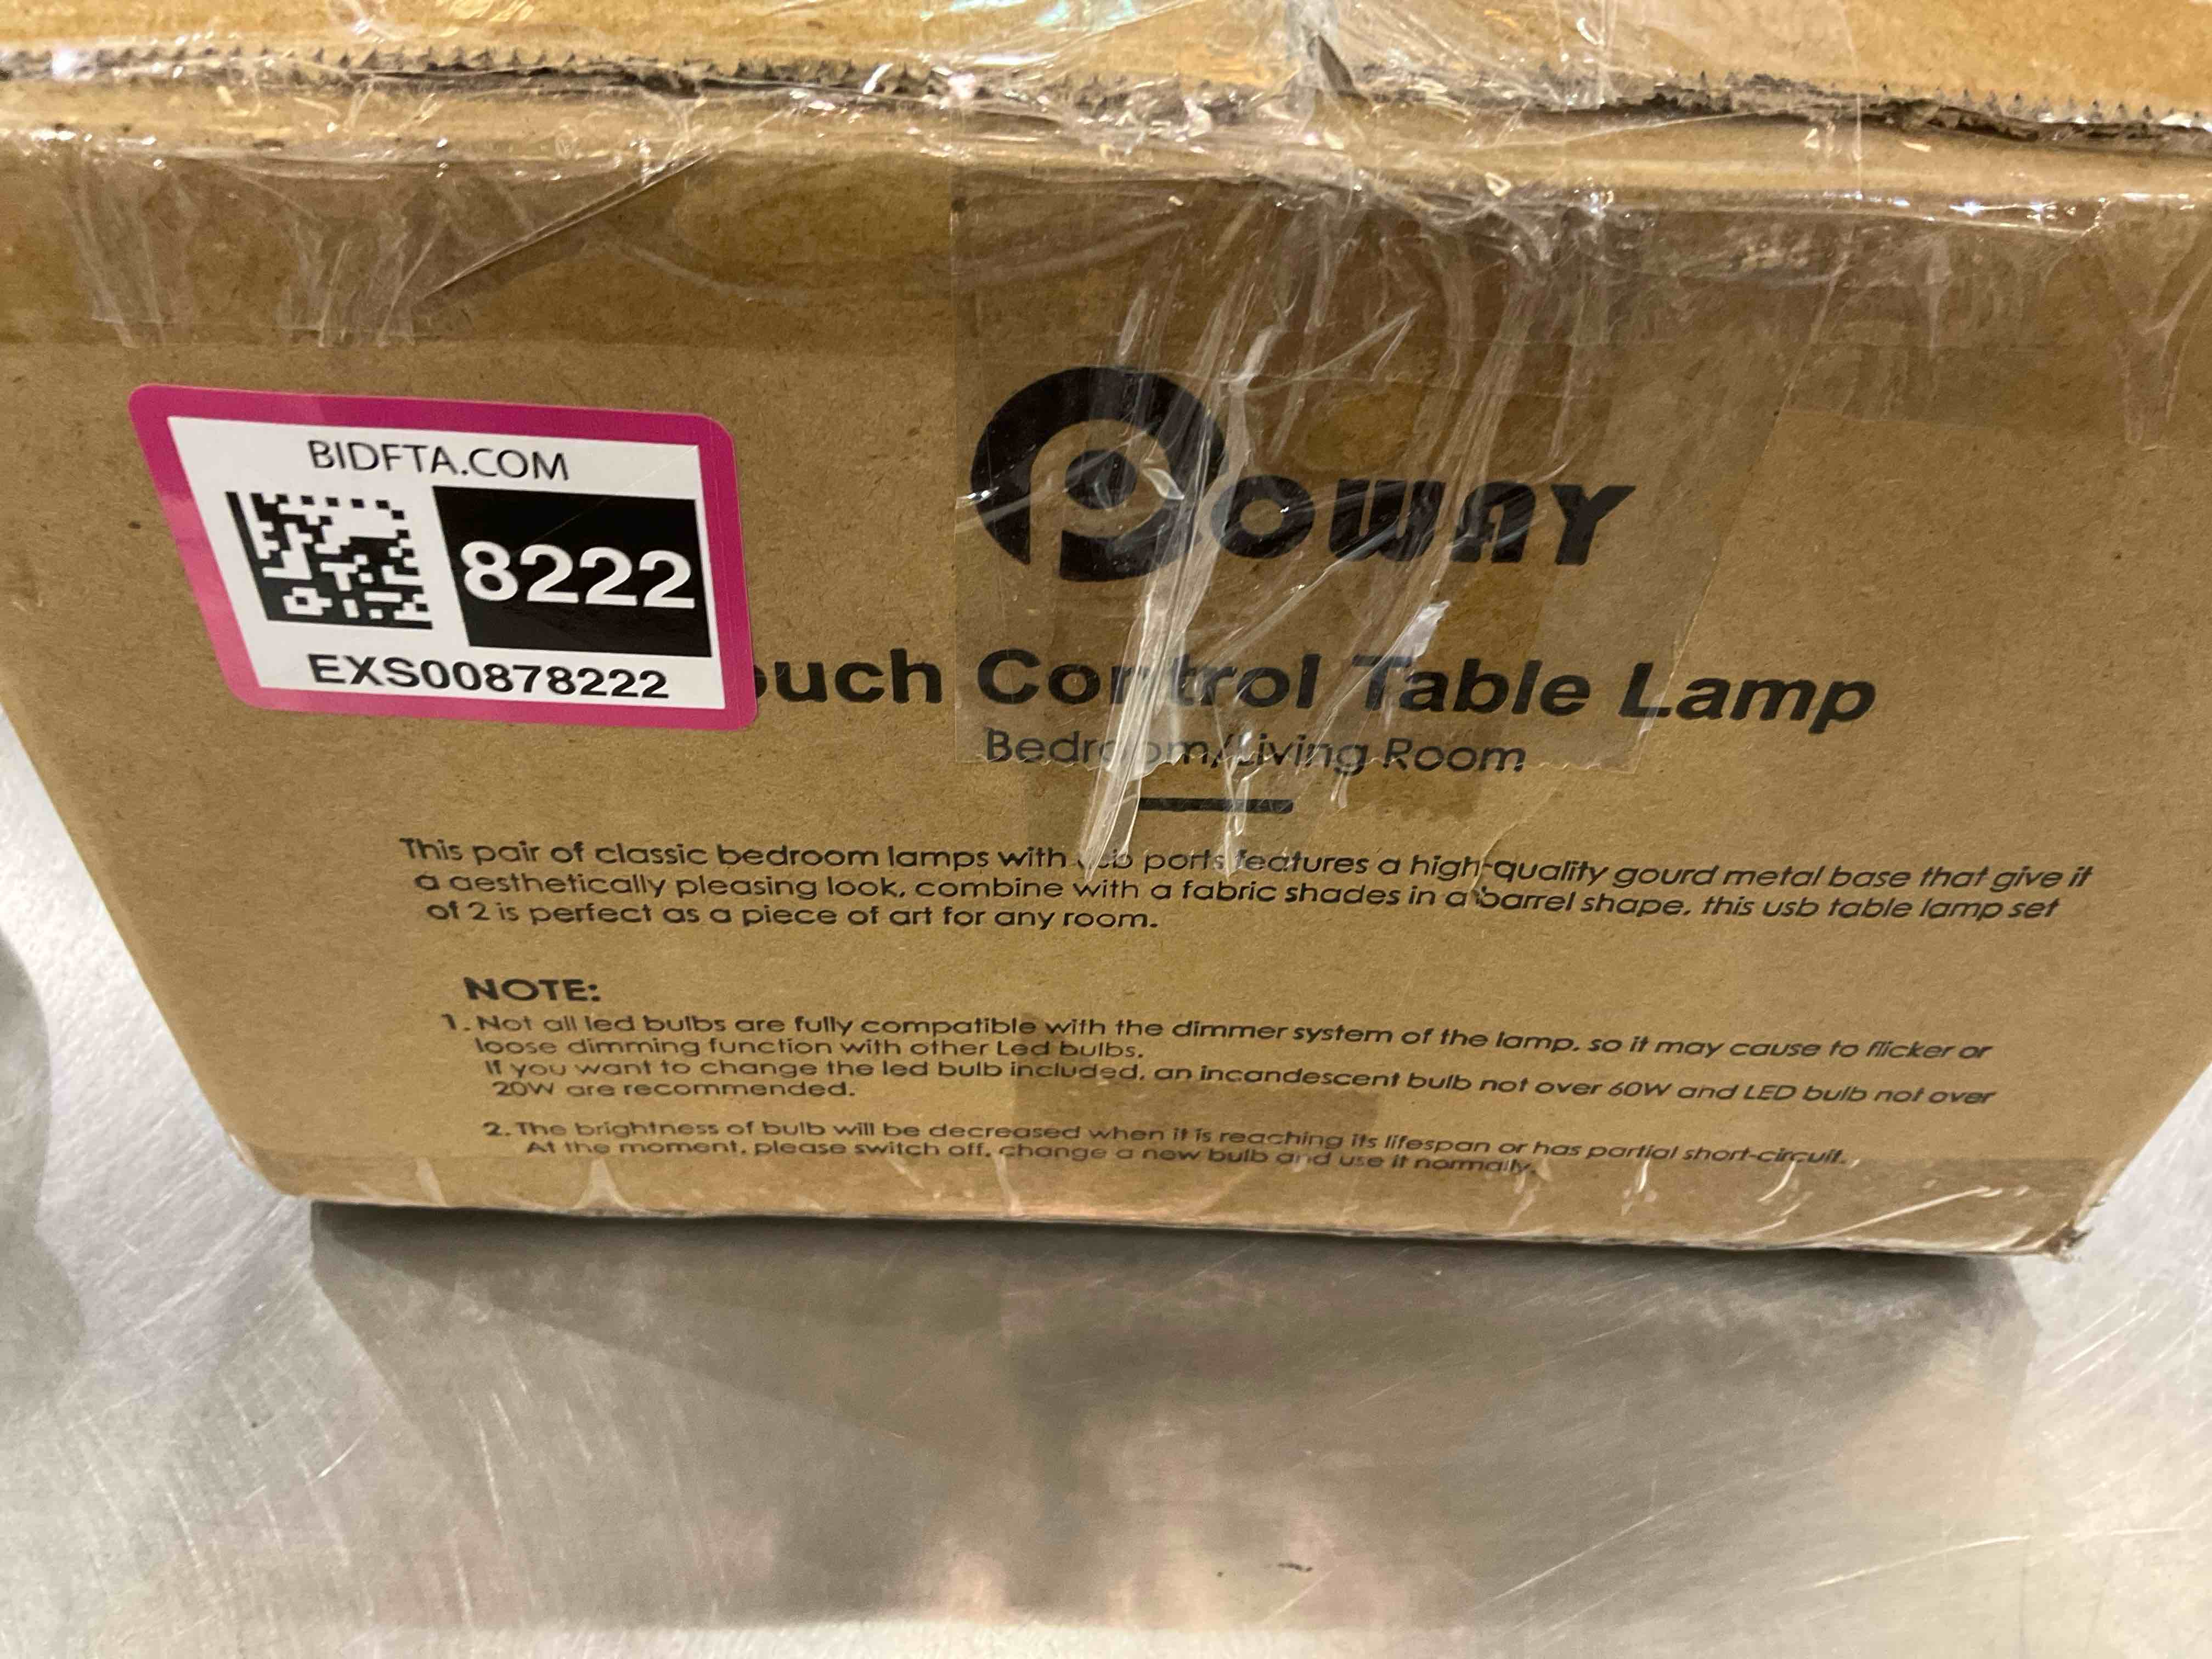 BIDFTA.COM
8222
EXS00878222
Poway
ouch Control Table Lamp
Bedroom/Living Room
This pair of classic bedroom lamps with usb ports features a high-quality gourd metal base that give it
a aesthetically pleasing look, combine with a fabric shades in a barrel shape, this usb table lamp set
of 2 is perfect as a piece of art for any room.
NOTE:
1. Not all led bulbs are fully compatible with the dimmer system of the lamp, so it may cause to flicker or
loose dimming function with other Led bulbs.
If you want to change the led bulb included, an incandescent bulb not over 60W and LED bulb not over
20W are recommended.
2. The brightness of bulb will be decreased when it is reaching its lifespan or has partial short-circuit.
At the moment, please switch off, change a new bulb and use it normally.